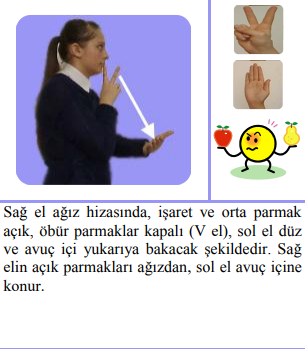 Sağ el ağız hizasında, işaret ve orta parmak
açık, öbür parmaklar kapalı (V el), sol el düz
ve avuç içi yukarıya bakacak şekildedir. Sağ
elin açık parmakları ağızdan, sol el avuç içine
konur.